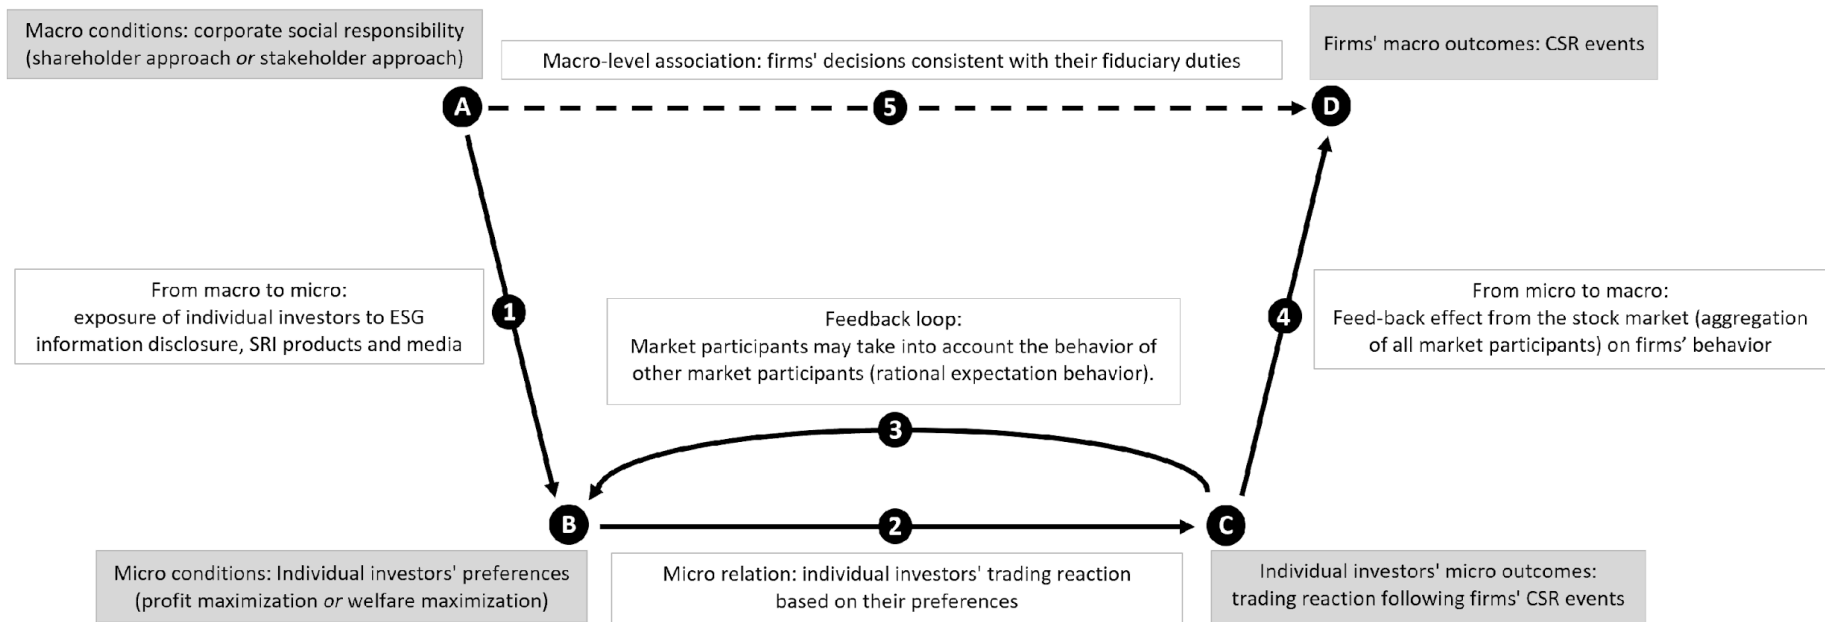 Macro conditions: corporate social responsibility
(shareholder approach or stakeholder approach)
Macro-level association: firms' decisions consistent with their fiduciary duties
Firms' macro outcomes: CSR events
A
5
D
From macro to micro:
exposure of individual investors to ESG
information disclosure, SRI products and media
1
Feedback loop:
Market participants may take into account the behavior of
other market participants (rational expectation behavior).
4
From micro to macro:
Feed-back effect from the stock market (aggregation
of all market participants) on firms’ behavior
3
B
2
C
Micro conditions: Individual investors' preferences
(profit maximization or welfare maximization)
Micro relation: individual investors' trading reaction
based on their preferences
Individual investors' micro outcomes:
trading reaction following firms' CSR events